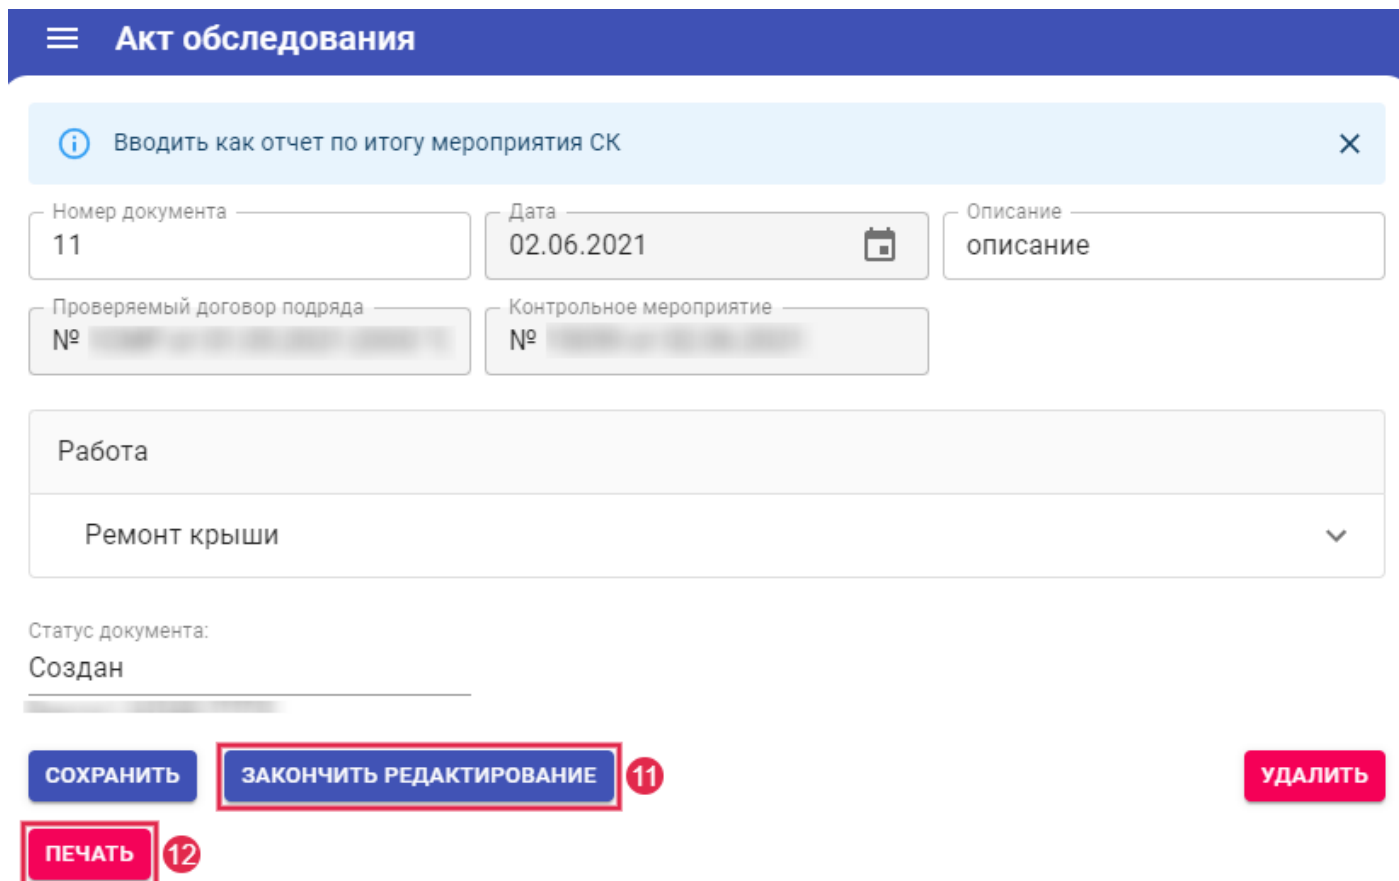 Акт обследования
Вводить как отчет по итогу мероприятия СК
Номер документа
11
Дата
02.06.2021
Описание
описание
Проверяемый договор подряда
№
Контрольное мероприятие
№
Работа
Ремонт крыши
Статус документа:
Создан
СОХРАНИТЬ
ЗАКОНЧИТЬ РЕДАКТИРОВАНИЕ
11
УДАЛИТЬ
ПЕЧАТЬ
12